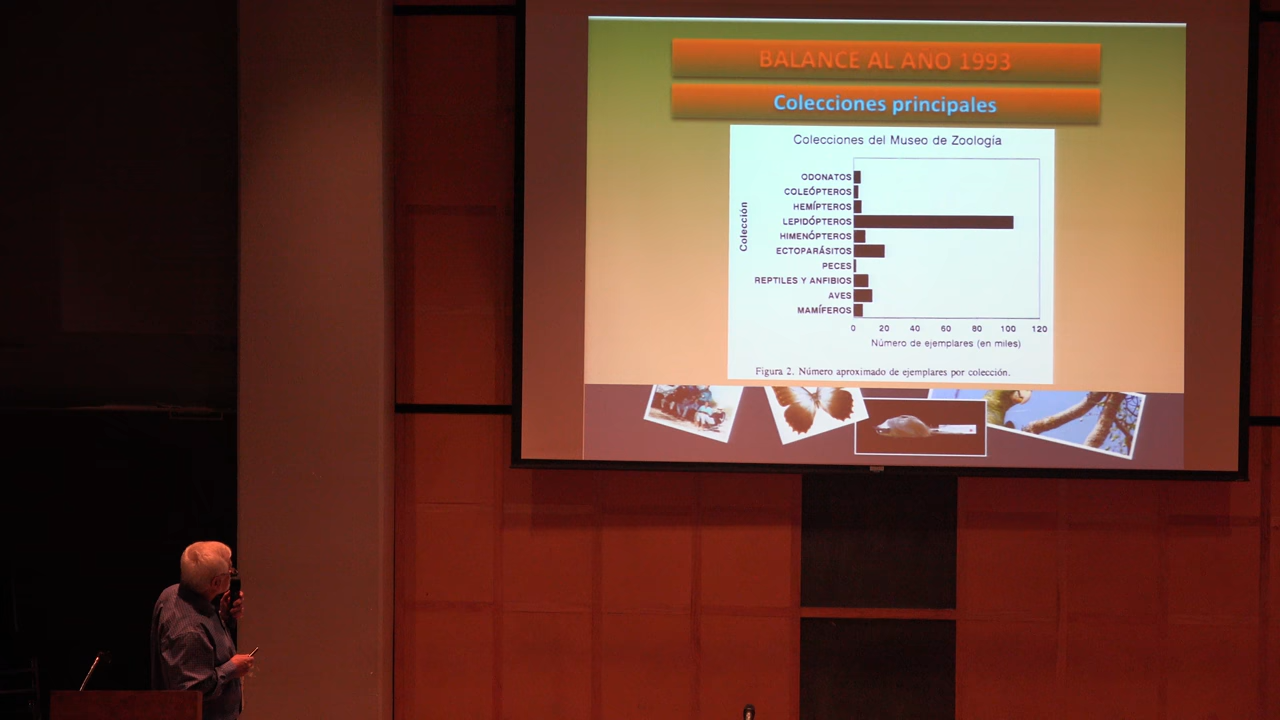 BALANCE AL AÑO 1993
Colecciones principales
Colecciones del Museo de Zoología
Colección
ODONATOS
COLEÓPTEROS
HEMÍPTEROS
LEPIDÓPTEROS
HIMENÓPTEROS
ECTOPARÁSITOS
PECES
REPTILES Y ANFIBIOS
AVES
MAMÍFEROS
0 20 40 60 80 100 120
Número de ejemplares (en miles)
Figura 2. Número aproximado de ejemplares por colección.